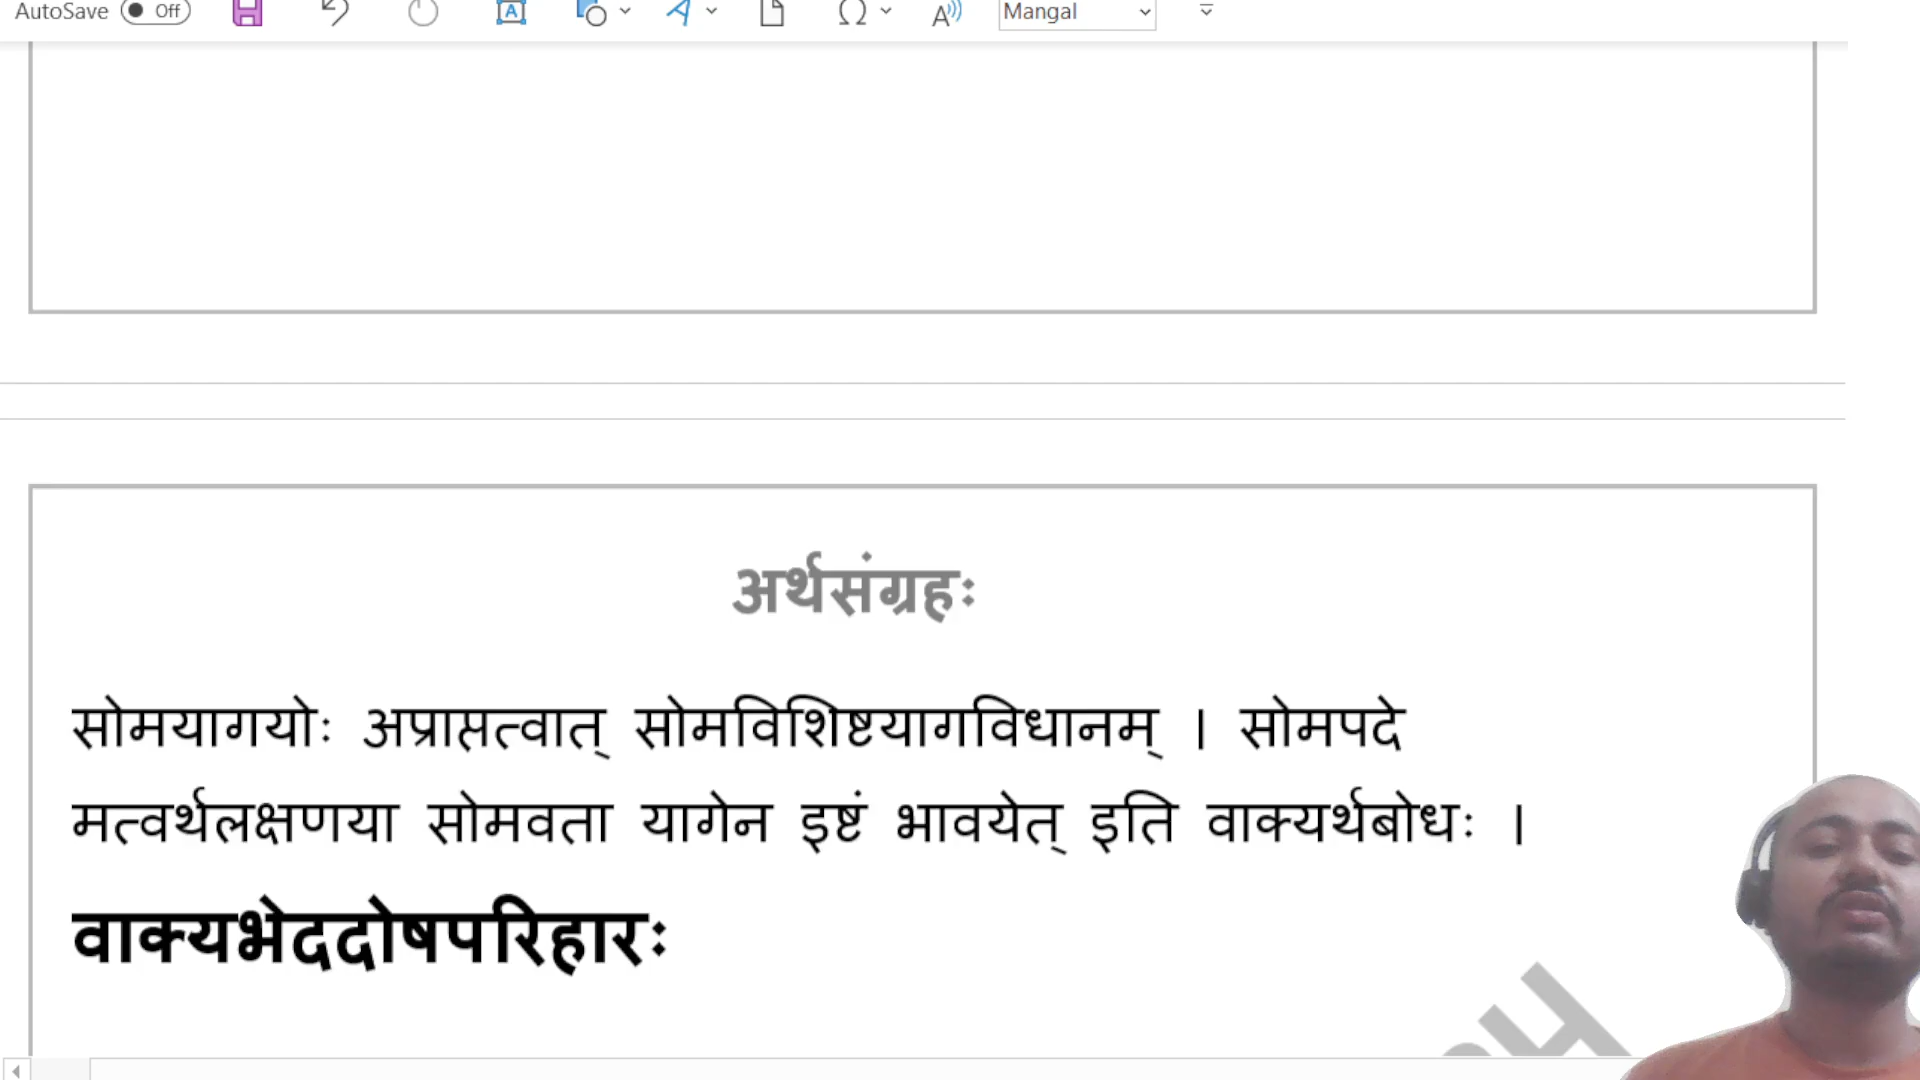 AutoSave Off Mangal
अर्थसंग्रहः
सोमयागयोः अप्राप्तत्वात् सोमविशिष्टयागविधानम् । सोमपदे
मत्वर्थलक्षणया सोमवता यागेन इष्टं भावयेत् इति वाक्यर्थबोधः ।
वाक्यभेददोषपरिहारः